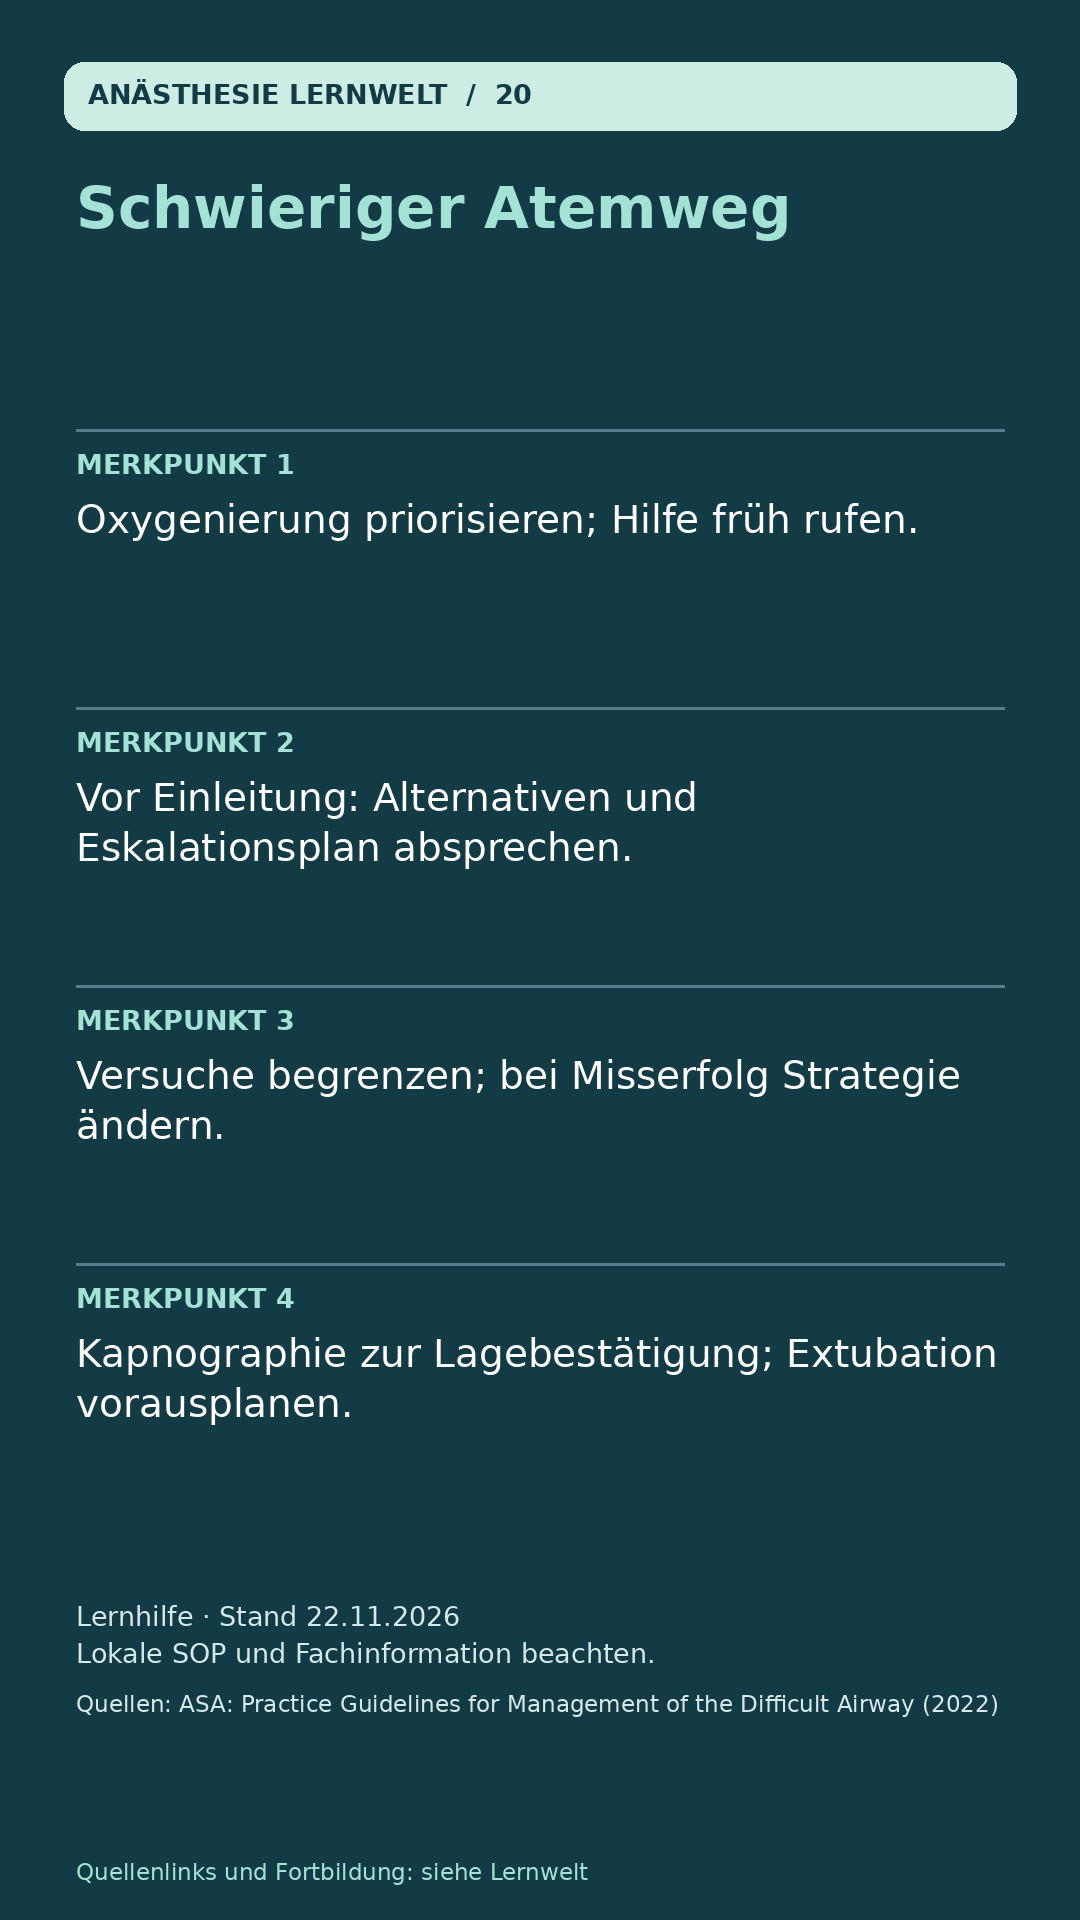 ANÄSTHESIE LERNWELT / 20
Schwieriger Atemweg
MERKPUNKT 1
Oxygenierung priorisieren; Hilfe früh rufen.
MERKPUNKT 2
Vor Einleitung: Alternativen und
Eskalationsplan absprechen.
MERKPUNKT 3
Versuche begrenzen; bei Misserfolg Strategie
ändern.
MERKPUNKT 4
Kapnographie zur Lagebestätigung; Extubation
vorausplanen.
Lernhilfe · Stand 22.11.2026
Lokale SOP und Fachinformation beachten.
Quellen: ASA: Practice Guidelines for Management of the Difficult Airway (2022)
Quellenlinks und Fortbildung: siehe Lernwelt